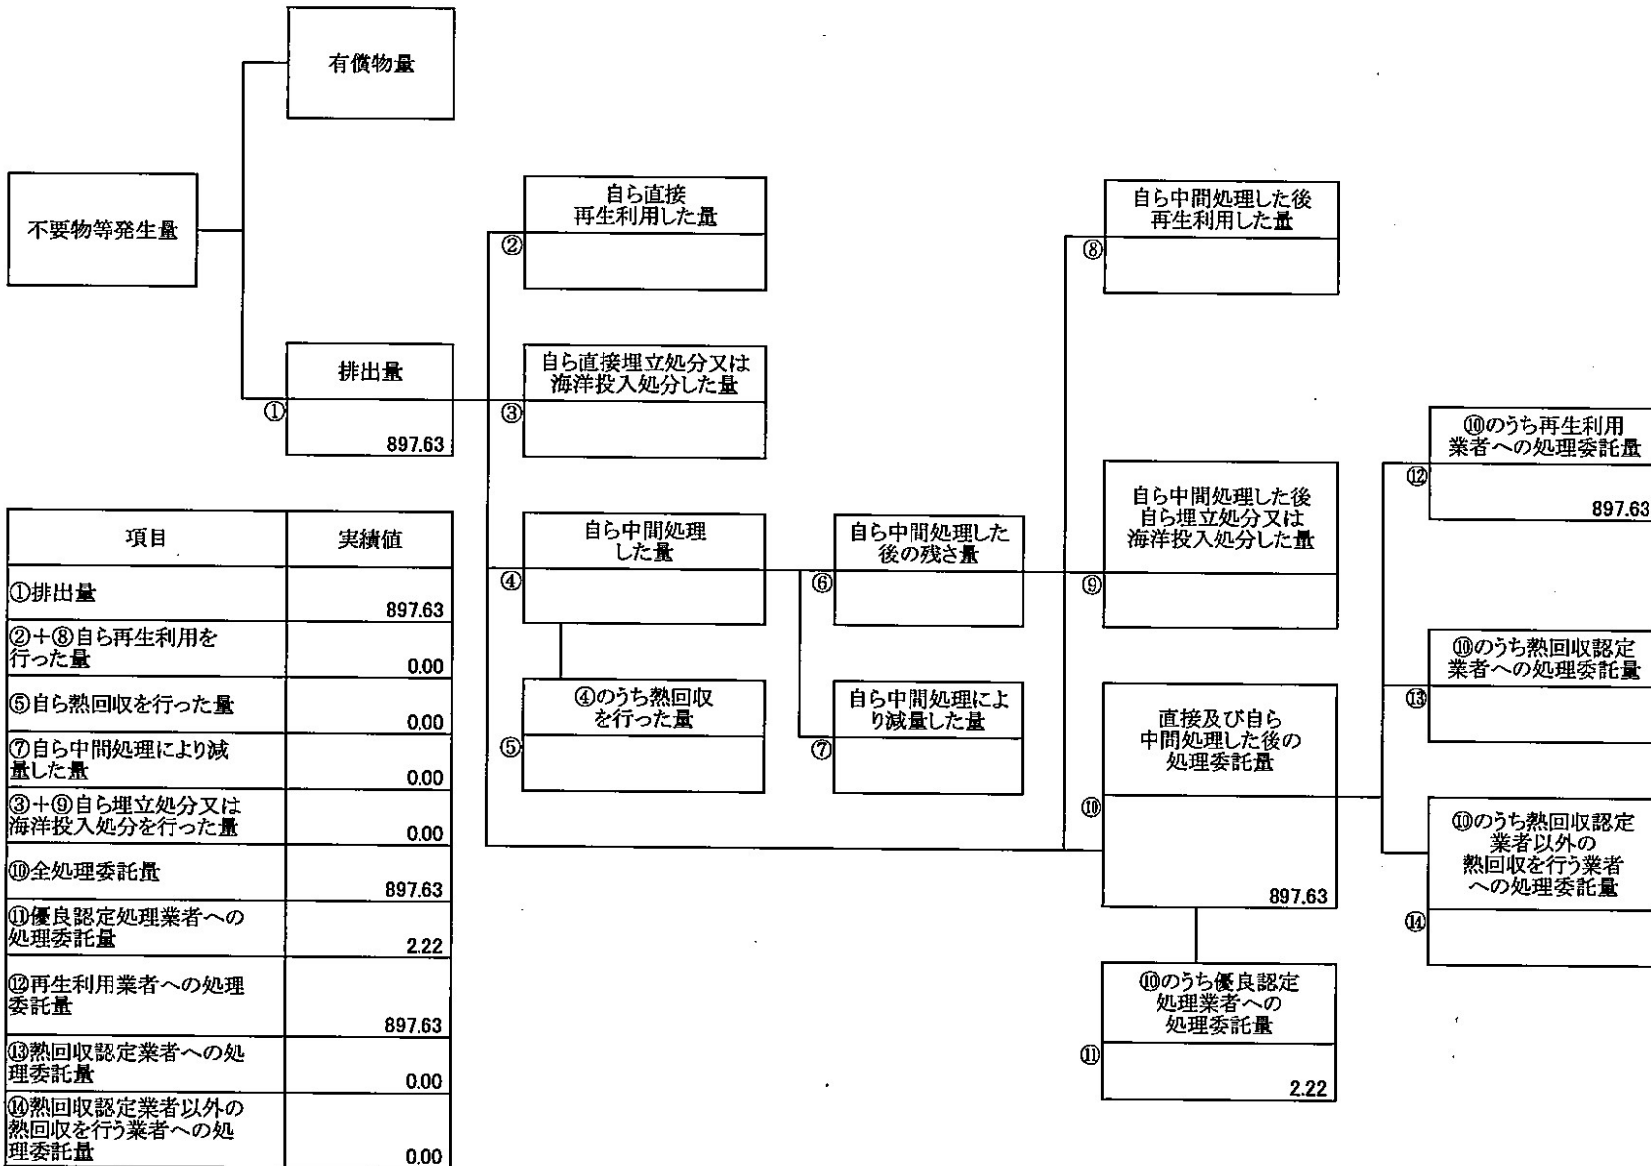 有償物量
不要物等発生量
①
排出量
897.63
②
自ら直接
再生利用した量
③
自ら直接埋立処分又は
海洋投入処分した量
④
自ら中間処理
した量
⑤
④のうち熱回収
を行った量
⑥
自ら中間処理した
後の残さ量
⑦
自ら中間処理によ
り減量した量
⑧
自ら中間処理した後
再生利用した量
⑨
自ら中間処理した後
自ら埋立処分又は
海洋投入処分した量
⑩
直接及び自ら
中間処理した後の
処理委託量
897.63
⑪
⑩のうち優良認定
処理業者への
処理委託量
2.22
⑫
⑩のうち再生利用
業者への処理委託量
897.63
⑬
⑩のうち熱回収認定
業者への処理委託量
⑭
⑩のうち熱回収認定
業者以外の
熱回収を行う業者
への処理委託量
項目 実績値
①排出量
897.63
②+⑧自ら再生利用を
行った量
0.00
⑤自ら熱回収を行った量
0.00
⑦自ら中間処理により減
量した量
0.00
③+⑨自ら埋立処分又は
海洋投入処分を行った量
0.00
⑩全処理委託量
897.63
⑪優良認定処理業者への
処理委託量
2.22
⑫再生利用業者への処理
委託量
897.63
⑬熱回収認定業者への処
理委託量
0.00
⑭熱回収認定業者以外の
熱回収を行う業者への処
理委託量
0.00